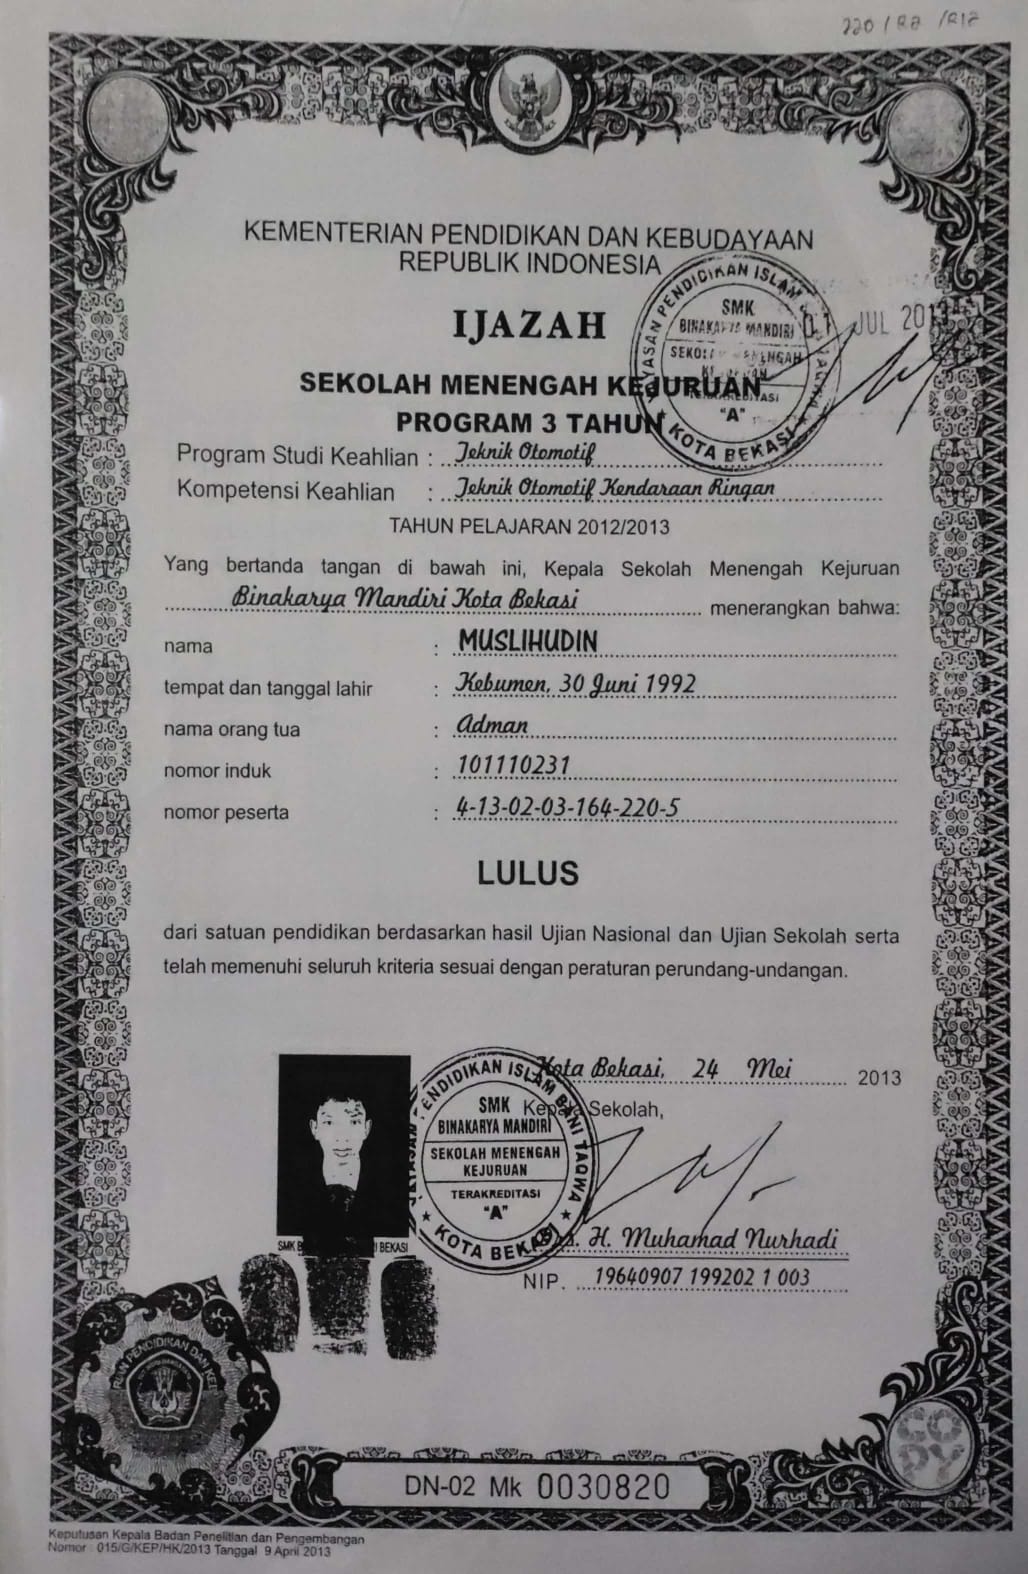 220 / R2 / R12
KEMENTERIAN PENDIDIKAN DAN KEBUDAYAAN
REPUBLIK INDONESIA
IJAZAH
SEKOLAH MENENGAH KEJURUAN
PROGRAM 3 TAHUN
YAYASAN PENDIDIKAN ISLAM BANI TAQWA
SMK
BINAKARYA MANDIRI
SEKOLAH MENENGAH
KEJURUAN
TERAKREDITASI
"A"
KOTA BEKASI
JUL 2013
Program Studi Keahlian : Teknik Otomotif
Kompetensi Keahlian : Teknik Otomotif Kendaraan Ringan
TAHUN PELAJARAN 2012/2013
Yang bertanda tangan di bawah ini, Kepala Sekolah Menengah Kejuruan
Binakarya Mandiri Kota Bekasi menerangkan bahwa:
nama : MUSLIHUDIN
tempat dan tanggal lahir : Kebumen, 30 Juni 1992
nama orang tua : Adman
nomor induk : 101110231
nomor peserta : 4-13-02-03-164-220-5
LULUS
dari satuan pendidikan berdasarkan hasil Ujian Nasional dan Ujian Sekolah serta
telah memenuhi seluruh kriteria sesuai dengan peraturan perundang-undangan.
Kota Bekasi, 24 Mei 2013
Kepala Sekolah,
YAYASAN PENDIDIKAN ISLAM BANI TAQWA
SMK
BINAKARYA MANDIRI
SEKOLAH MENENGAH
KEJURUAN
TERAKREDITASI
"A"
KOTA BEKASI
SMK B I BEKASI
H. Muhamad Nurhadi
NIP. 19640907 199202 1 003
PENDIDIKAN DAN
COPY
DN-02 Mk 0030820
Keputusan Kepala Badan Penelitian dan Pengembangan
Nomor : 015/G/KEP/HK/2013 Tanggal 9 April 2013